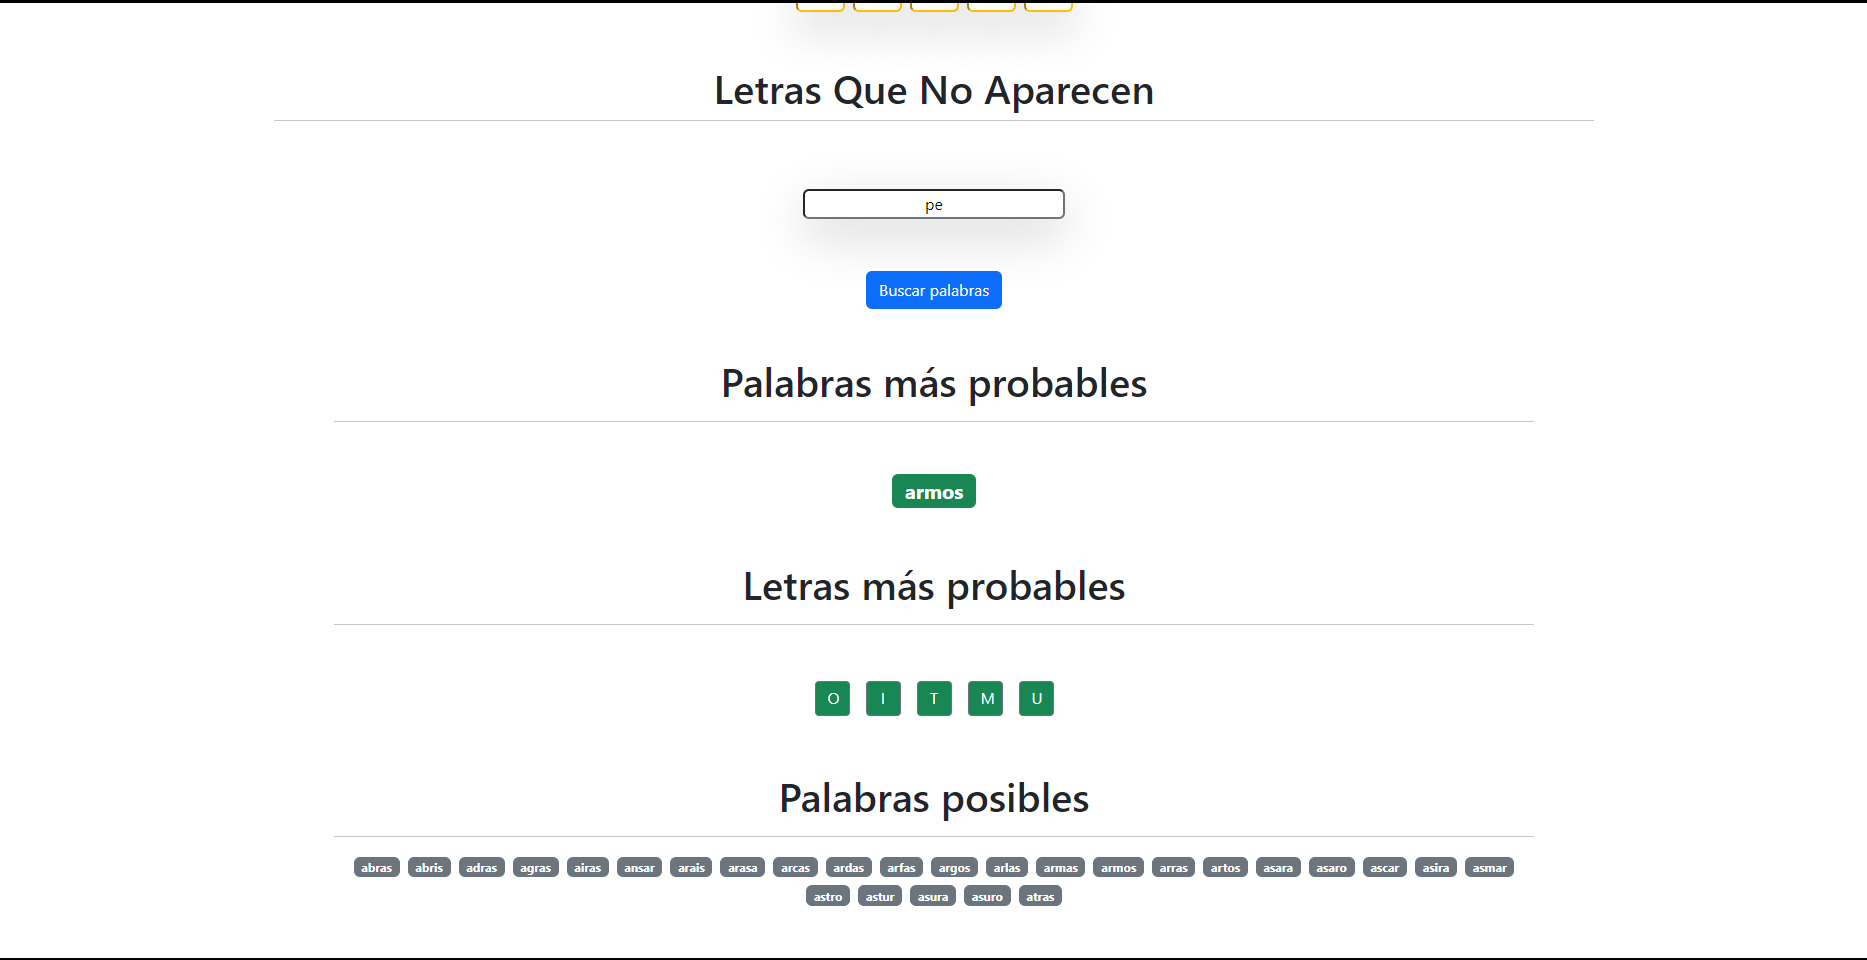 Letras Que No Aparecen
pe
Buscar palabras
Palabras más probables
armos
Letras más probables
O I T M U
Palabras posibles
abras abris adras agras airas ansar arais arasa arcas ardas arfas argos arlas armas armos arras artos asara asaro ascar asira asmar
astro astur asura asuro atras